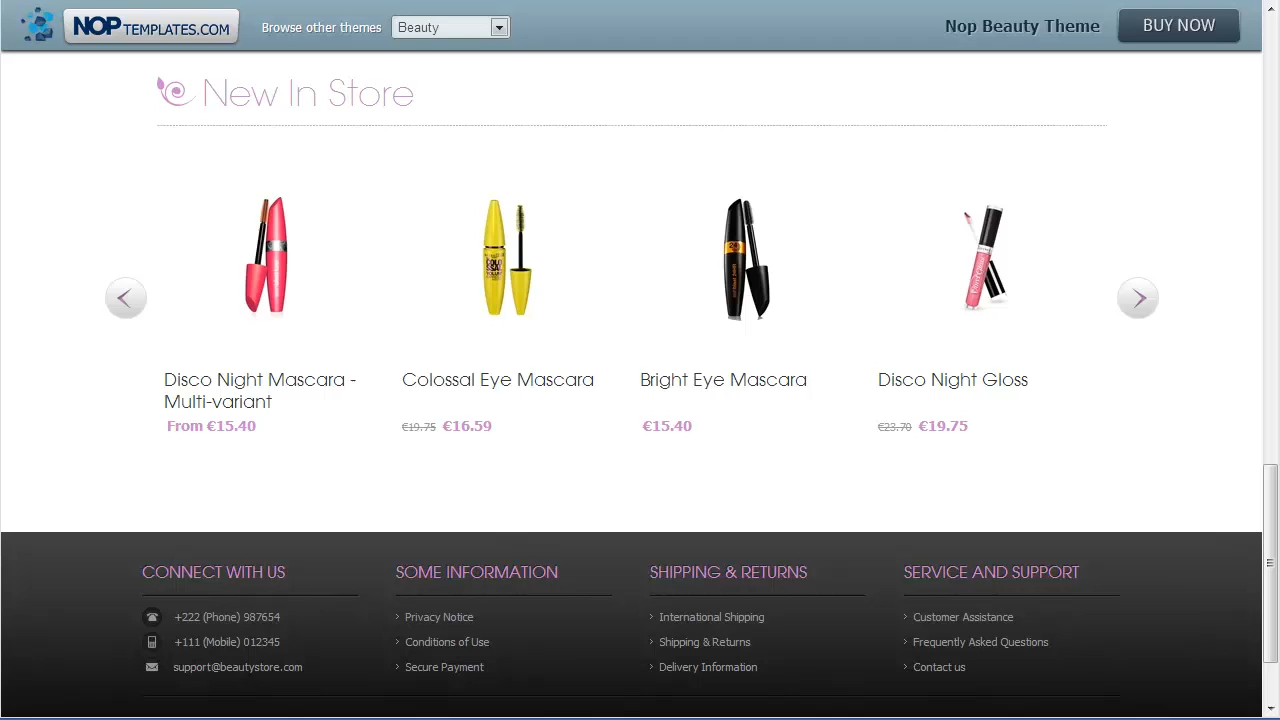 NOP TEMPLATES.COM Browse other themes Beauty Nop Beauty Theme BUY NOW
New In Store
Disco Night Mascara - Multi-variant
From €15.40
Colossal Eye Mascara
€19.75 €16.59
Bright Eye Mascara
€15.40
Disco Night Gloss
€23.70 €19.75
CONNECT WITH US
+222 (Phone) 987654
+111 (Mobile) 012345
support@beautystore.com
SOME INFORMATION
Privacy Notice
Conditions of Use
Secure Payment
SHIPPING & RETURNS
International Shipping
Shipping & Returns
Delivery Information
SERVICE AND SUPPORT
Customer Assistance
Frequently Asked Questions
Contact us